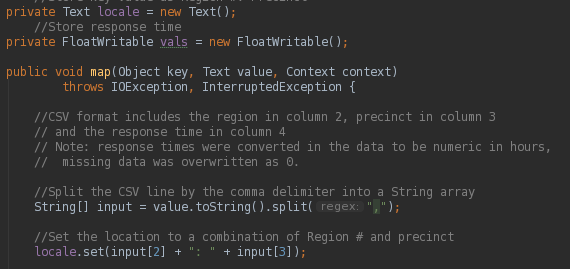 private Text locale = new Text();
//Store response time
private FloatWritable vals = new FloatWritable();
public void map(Object key, Text value, Context context)
throws IOException, InterruptedException {
//CSV format includes the region in column 2, precinct in column 3
// and the response time in column 4
// Note: response times were converted in the data to be numeric in hours,
//  missing data was overwritten as 0.
//Split the CSV line by the comma delimiter into a String array
String[] input = value.toString().split( regex: ",");
//Set the location to a combination of Region # and precinct
locale.set(input[2] + ": " + input[3]);